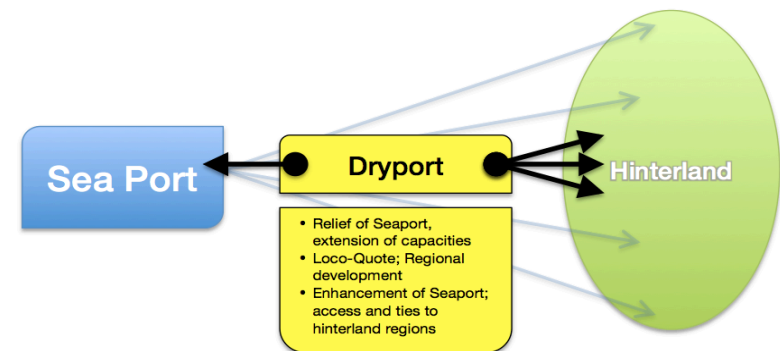 Sea Port
Dryport
Hinterland
• Relief of Seaport,
extension of capacities
• Loco-Quote; Regional
development
• Enhancement of Seaport;
access and ties to
hinterland regions